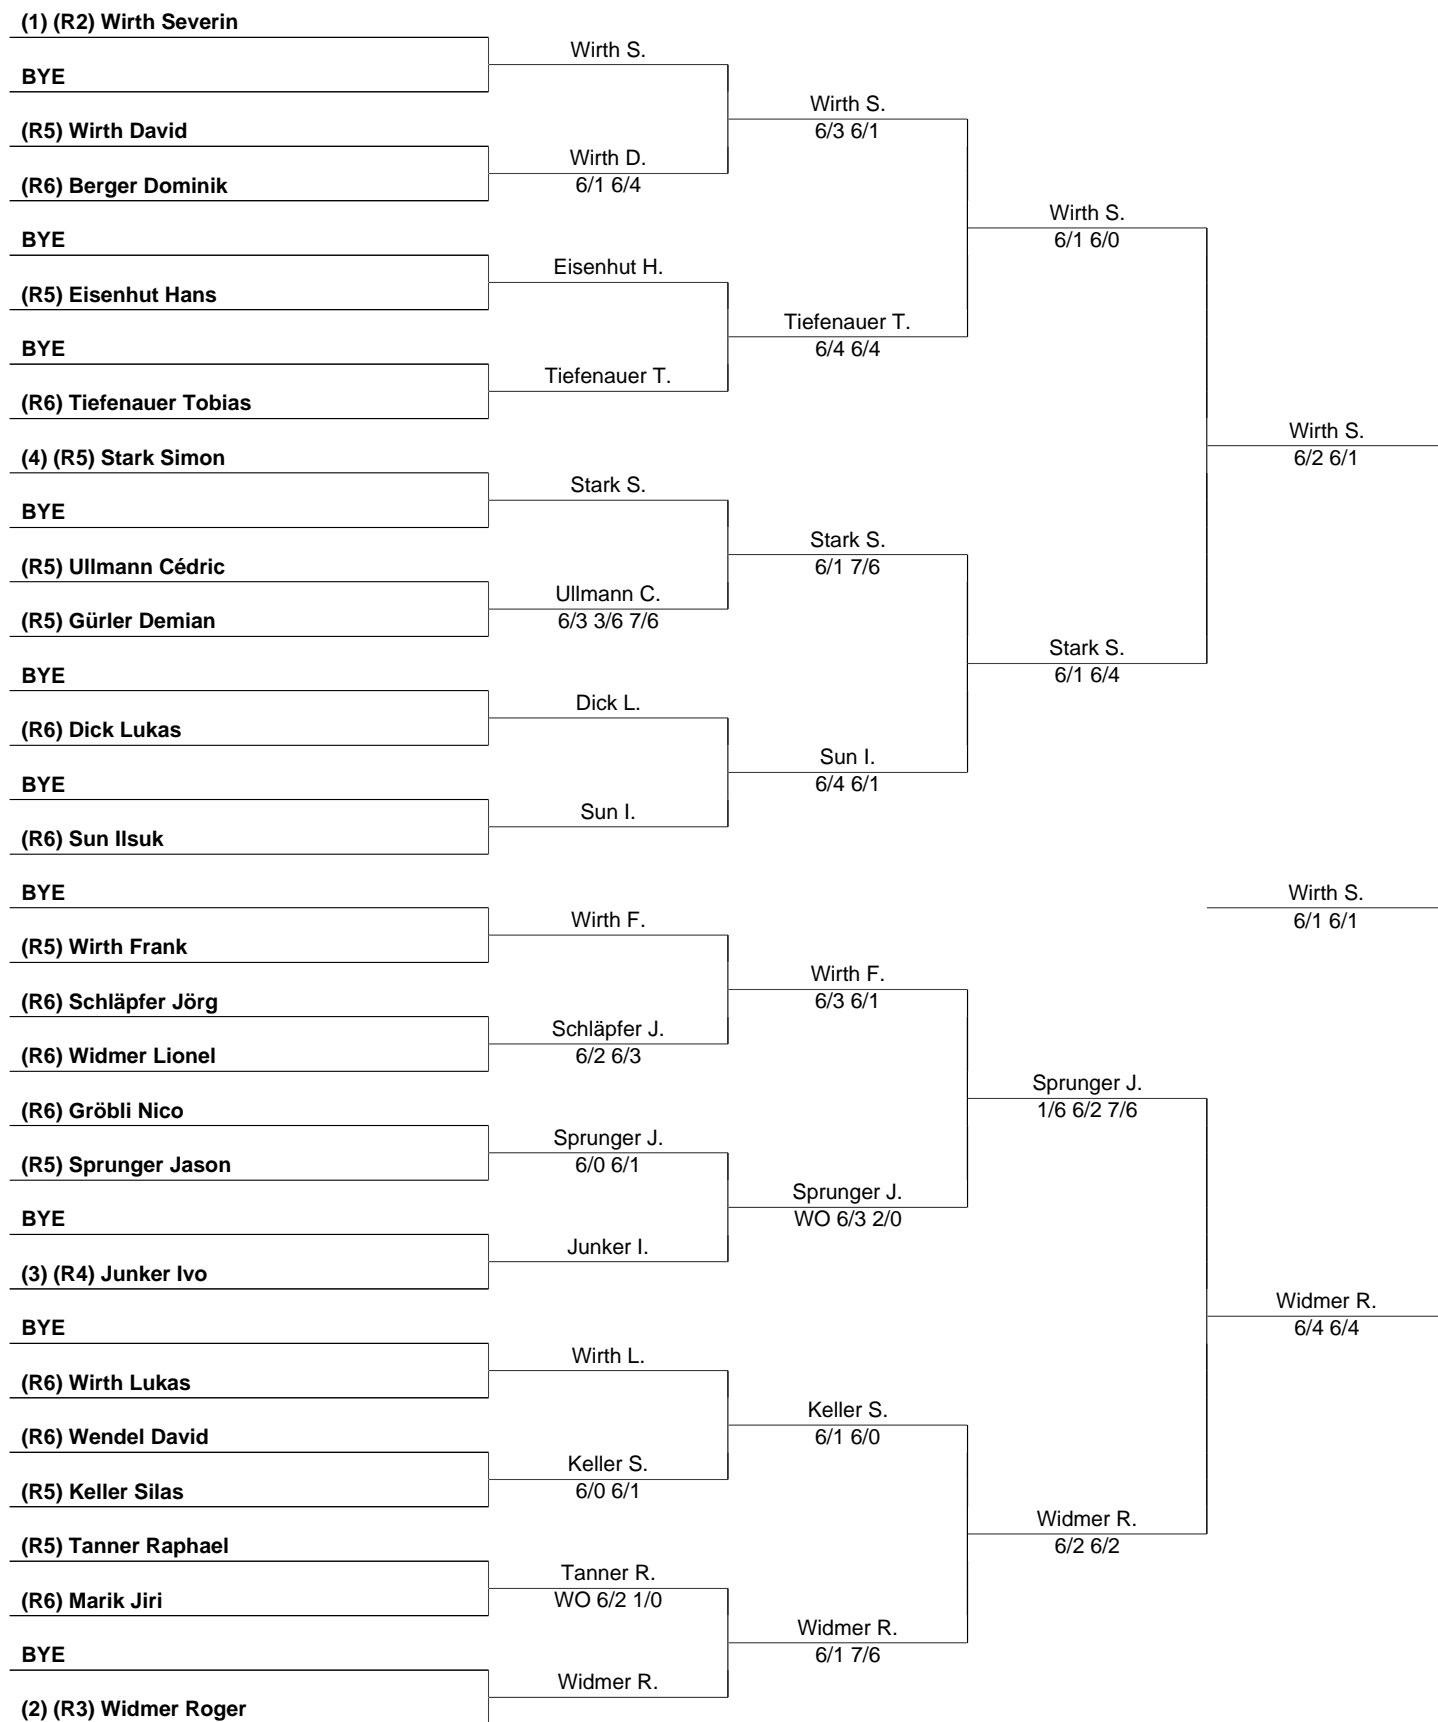 (1) (R2) Wirth Severin
BYE
(R5) Wirth David
(R6) Berger Dominik
BYE
(R5) Eisenhut Hans
BYE
(R6) Tiefenauer Tobias
(4) (R5) Stark Simon
BYE
(R5) Ullmann Cédric
(R5) Gürler Demian
BYE
(R6) Dick Lukas
BYE
(R6) Sun Ilsuk
BYE
(R5) Wirth Frank
(R6) Schläpfer Jörg
(R6) Widmer Lionel
(R6) Gröbli Nico
(R5) Sprunger Jason
BYE
(3) (R4) Junker Ivo
BYE
(R6) Wirth Lukas
(R6) Wendel David
(R5) Keller Silas
(R5) Tanner Raphael
(R6) Marik Jiri
BYE
(2) (R3) Widmer Roger
Wirth S.
Wirth D.
6/1 6/4
Eisenhut H.
Tiefenauer T.
Stark S.
Ullmann C.
6/3 3/6 7/6
Dick L.
Sun I.
Wirth F.
Schläpfer J.
6/2 6/3
Sprunger J.
6/0 6/1
Junker I.
Wirth L.
Keller S.
6/0 6/1
Tanner R.
WO 6/2 1/0
Widmer R.
Wirth S.
6/3 6/1
Tiefenauer T.
6/4 6/4
Stark S.
6/1 7/6
Sun I.
6/4 6/1
Wirth F.
6/3 6/1
Sprunger J.
WO 6/3 2/0
Keller S.
6/1 6/0
Widmer R.
6/1 7/6
Wirth S.
6/1 6/0
Stark S.
6/1 6/4
Sprunger J.
1/6 6/2 7/6
Widmer R.
6/2 6/2
Wirth S.
6/2 6/1
Wirth S.
6/1 6/1
Widmer R.
6/4 6/4